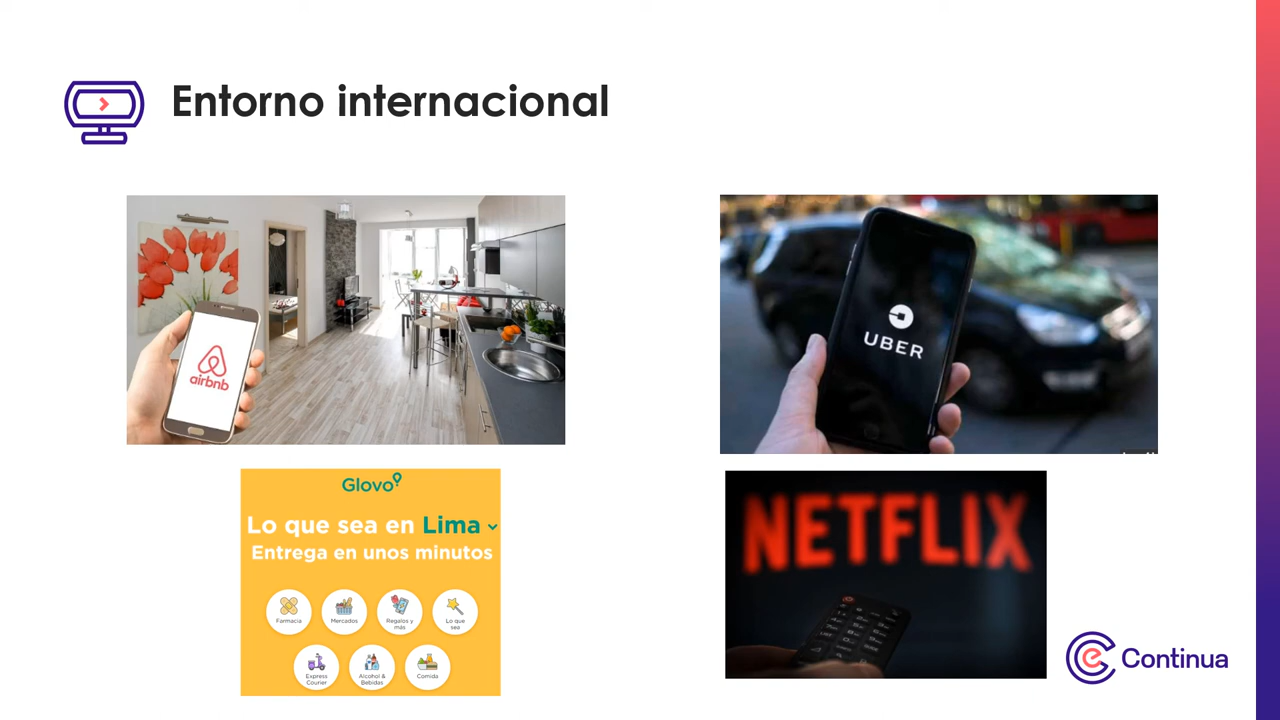 Entorno internacional
airbnb
UBER
Glovo
Lo que sea en Lima
Entrega en unos minutos
Farmacia
Mercados
Regalos y
más
Lo que
sea
Express
Courier
Alcohol &
Bebidas
Comida
NETFLIX
Continua